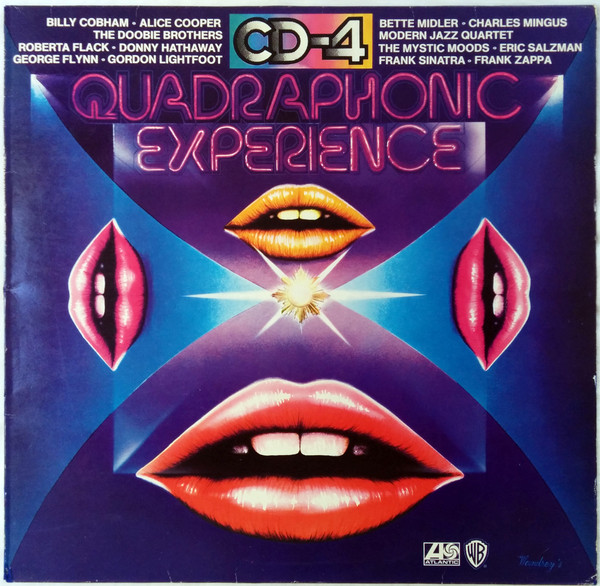 BILLY COBHAM - ALICE COOPER
THE DOOBIE BROTHERS
ROBERTA FLACK - DONNY HATHAWAY
GEORGE FLYNN - GORDON LIGHTFOOT
CD-4
BETTE MIDLER - CHARLES MINGUS
MODERN JAZZ QUARTET
THE MYSTIC MOODS - ERIC SALZMAN
FRANK SINATRA - FRANK ZAPPA
QUADRAPHONIC
EXPERIENCE
ATLANTIC
WB